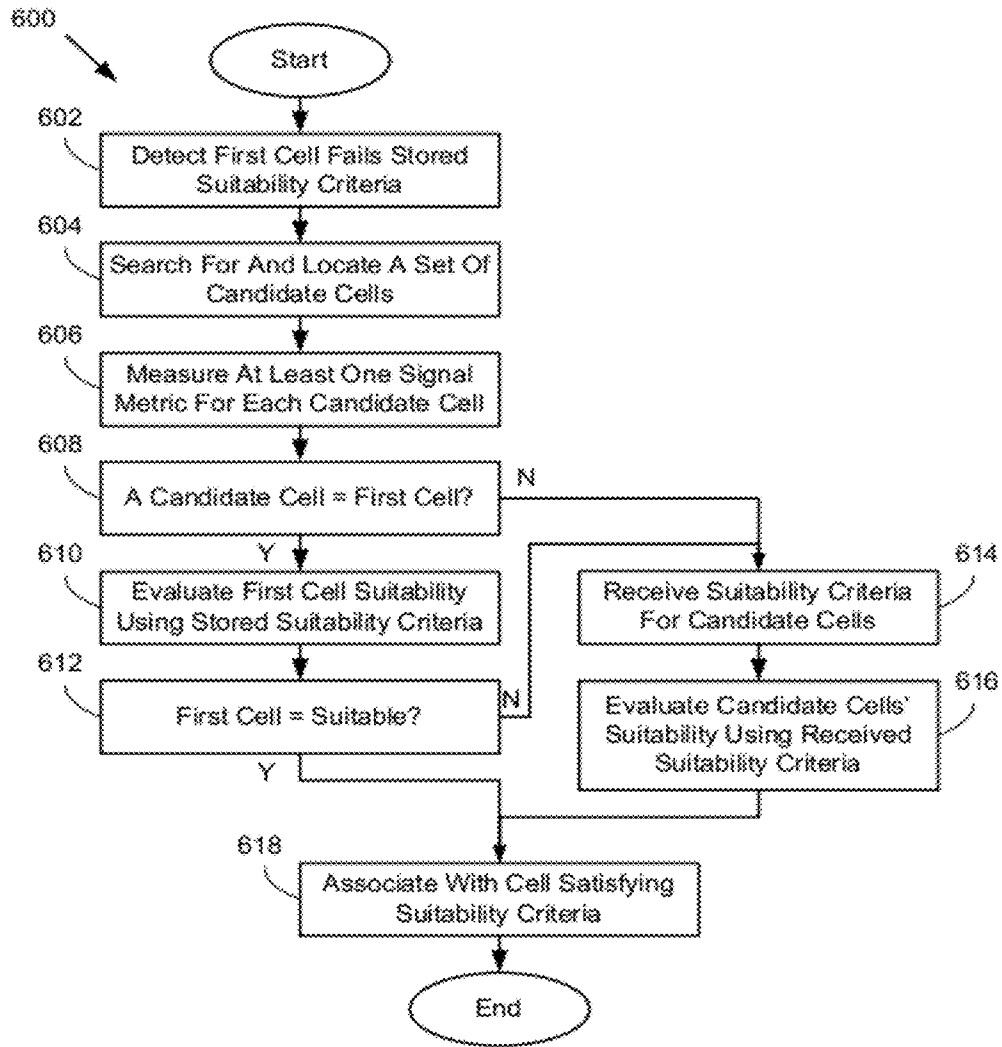 600
Start
602
Detect First Cell Fails Stored
Suitability Criteria
604
Search For And Locate A Set Of
Candidate Cells
606
Measure At Least One Signal
Metric For Each Candidate Cell
608
A Candidate Cell = First Cell?
N
Y
610
Evaluate First Cell Suitability
Using Stored Suitability Criteria
614
Receive Suitability Criteria
For Candidate Cells
612
First Cell = Suitable?
N
Y
616
Evaluate Candidate Cells'
Suitability Using Received
Suitability Criteria
618
Associate With Cell Satisfying
Suitability Criteria
End